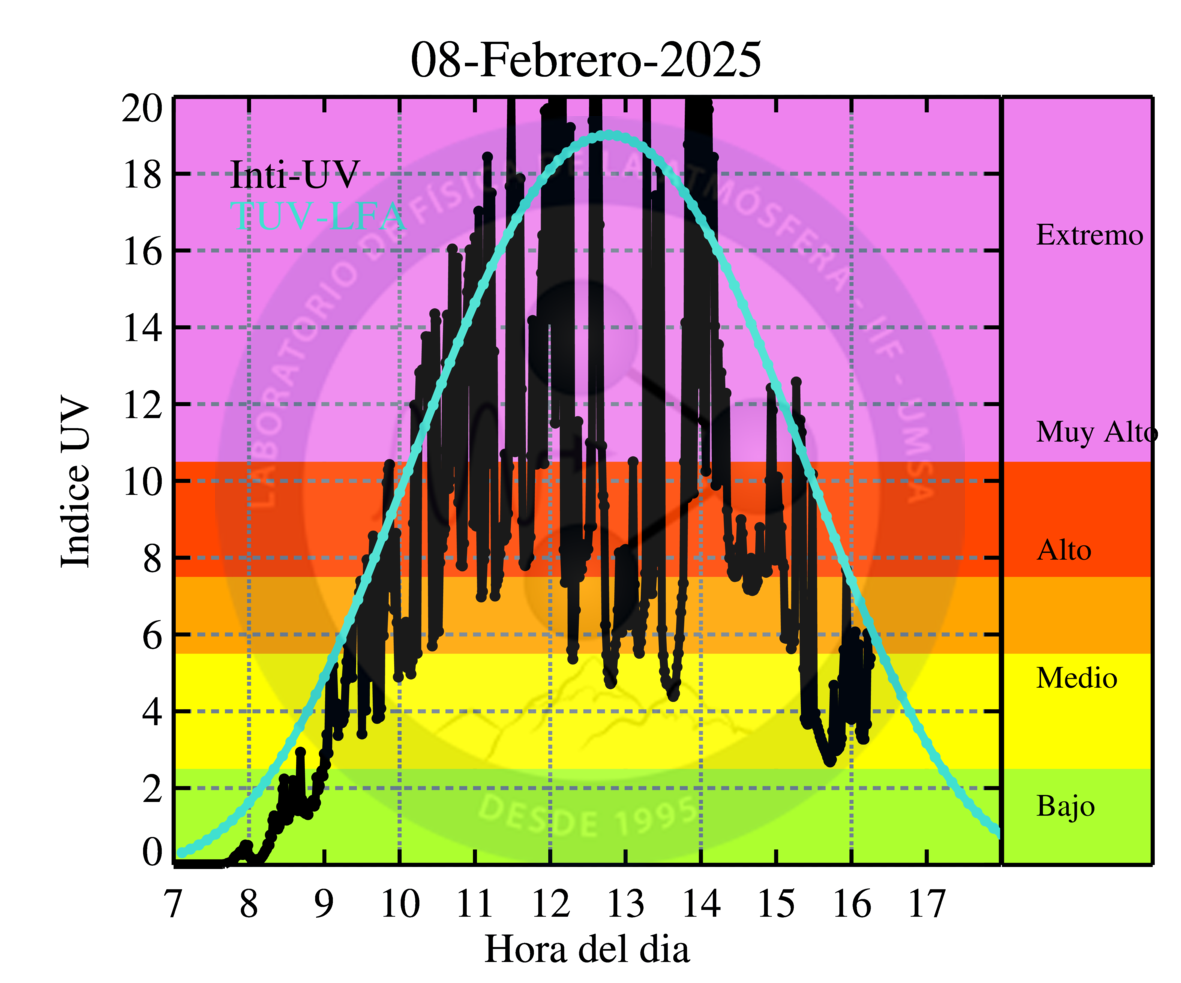 08-Febrero-2025
Inti-UV
TUV-LFA
Indice UV
20
18
16
14
12
10
8
6
4
2
0
7 8 9 10 11 12 13 14 15 16 17
Hora del dia
Extremo
Muy Alto
Alto
Medio
Bajo
LABORATORIO DE FÍSICA DE LA ATMÓSFERA - IIF - UMSA
DESDE 1995